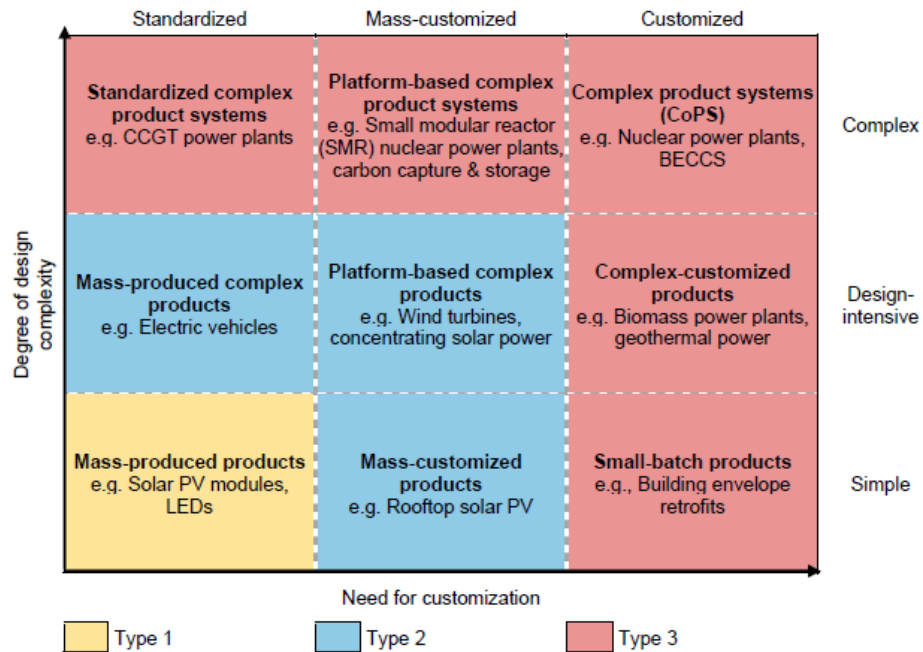 Standardized
Mass-customized
Customized
Standardized complex
product systems
e.g. CCGT power plants
Platform-based complex
product systems
e.g. Small modular reactor
(SMR) nuclear power plants,
carbon capture & storage
Complex product systems
(CoPS)
e.g. Nuclear power plants,
BECCS
Complex
Mass-produced complex
products
e.g. Electric vehicles
Platform-based complex
products
e.g. Wind turbines,
concentrating solar power
Complex-customized
products
e.g. Biomass power plants,
geothermal power
Design-
intensive
Mass-produced products
e.g. Solar PV modules,
LEDs
Mass-customized
products
e.g. Rooftop solar PV
Small-batch products
e.g., Building envelope
retrofits
Simple
Degree of design
complexity
Need for customization
Type 1
Type 2
Type 3